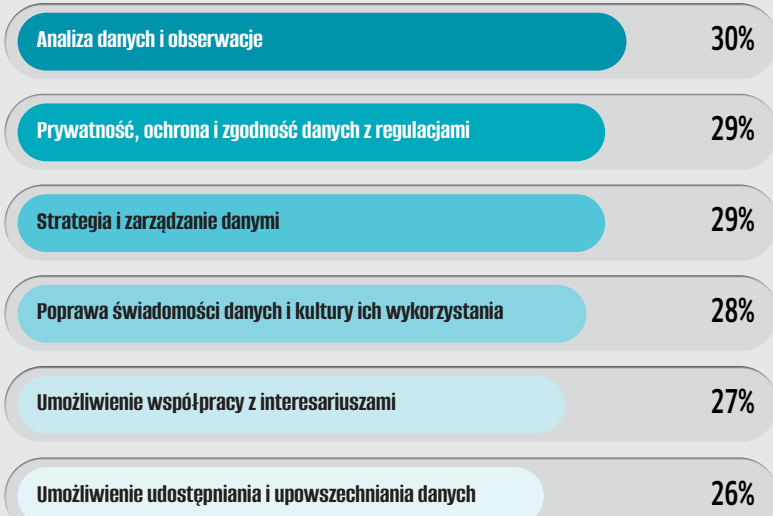 Analiza danych i obserwacje 30%
Prywatność, ochrona i zgodność danych z regulacjami 29%
Strategia i zarządzanie danymi 29%
Poprawa świadomości danych i kultury ich wykorzystania 28%
Umożliwienie współpracy z interesariuszami 27%
Umożliwienie udostępniania i upowszechniania danych 26%